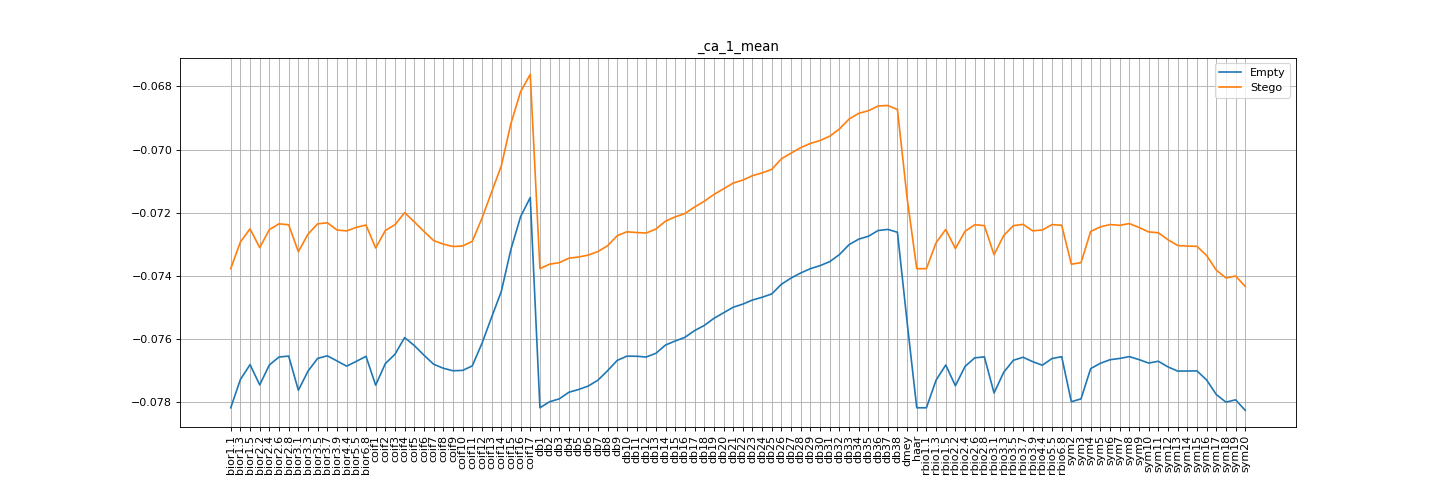 _ca_1_mean
Empty
Stego
−0.068
−0.070
−0.072
−0.074
−0.076
−0.078
bior1.1
bior1.3
bior1.5
bior2.2
bior2.4
bior2.6
bior2.8
bior3.1
bior3.3
bior3.5
bior3.7
bior3.9
bior4.4
bior5.5
bior6.8
coif1
coif2
coif3
coif4
coif5
coif6
coif7
coif8
coif9
coif10
coif11
coif12
coif13
coif14
coif15
coif16
coif17
db1
db2
db3
db4
db5
db6
db7
db8
db9
db10
db11
db12
db13
db14
db15
db16
db17
db18
db19
db20
db21
db22
db23
db24
db25
db26
db27
db28
db29
db30
db31
db32
db33
db34
db35
db36
db37
db38
dmey
haar
rbio1.1
rbio1.3
rbio1.5
rbio2.2
rbio2.4
rbio2.6
rbio2.8
rbio3.1
rbio3.3
rbio3.5
rbio3.7
rbio3.9
rbio4.4
rbio5.5
rbio6.8
sym2
sym3
sym4
sym5
sym6
sym7
sym8
sym9
sym10
sym11
sym12
sym13
sym14
sym15
sym16
sym17
sym18
sym19
sym20